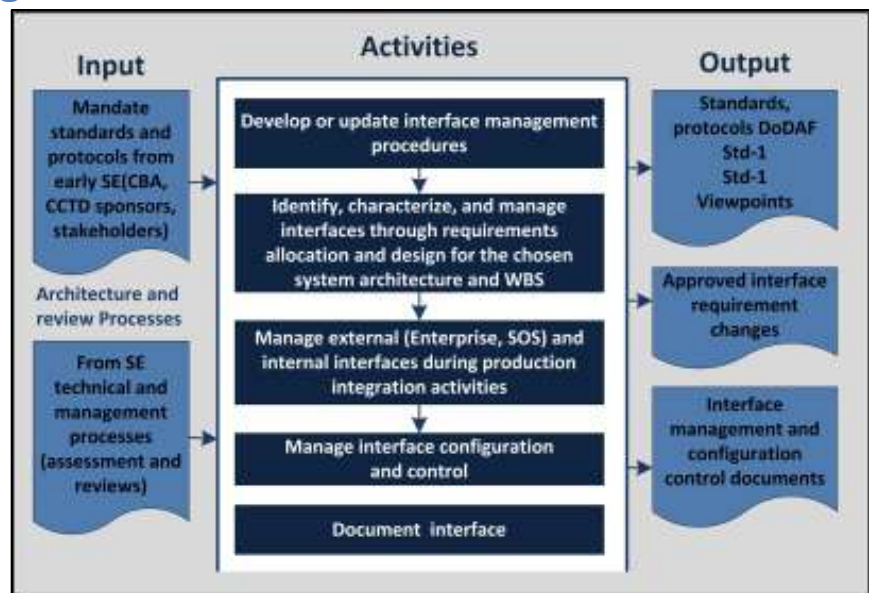 Activities
Input
Output
Mandate
standards and
protocols from
early SE(CBA,
CCTD sponsors,
stakeholders)
Architecture and
review Processes
From SE
technical and
management
processes
(assessment and
reviews)
Develop or update interface management
procedures
Identify, characterize, and manage
interfaces through requirements
allocation and design for the chosen
system architecture and WBS
Manage external (Enterprise, SOS) and
internal interfaces during production
integration activities
Manage interface configuration
and control
Document interface
Standards,
protocols DoDAF
Std-1
Std-1
Viewpoints
Approved interface
requirement
changes
Interface
management and
configuration
control documents